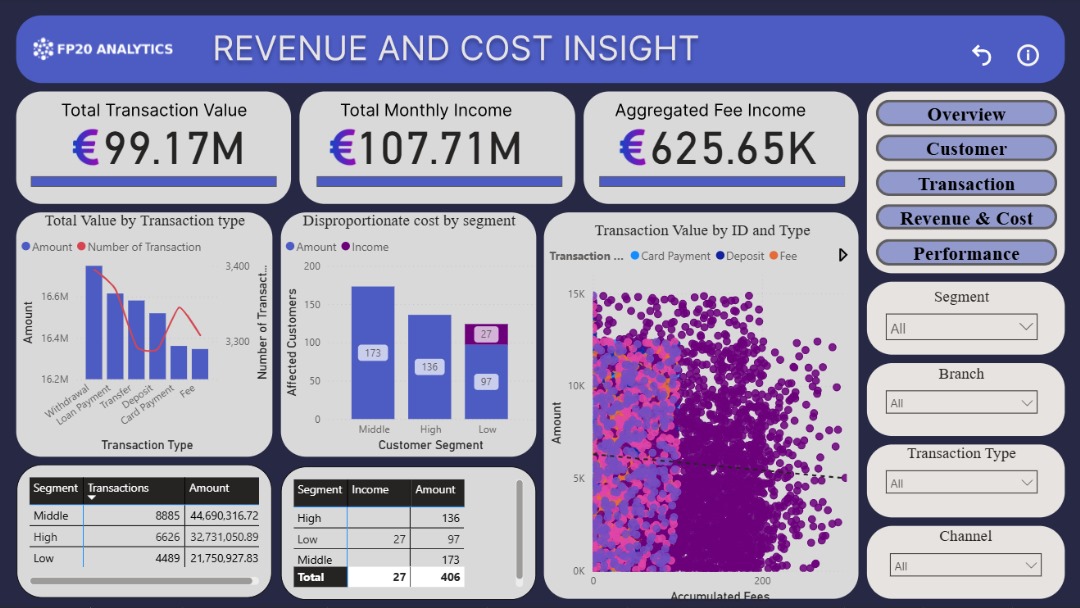 FP20 ANALYTICS
REVENUE AND COST INSIGHT
Total Transaction Value
€99.17M
Total Monthly Income
€107.71M
Aggregated Fee Income
€625.65K
Overview
Customer
Transaction
Revenue & Cost
Performance
Total Value by Transaction type
Amount Number of Transaction
Amount
16.6M
16.4M
16.2M
3,400
3,300
Number of Transact...
Withdrawal
Loan Payment
Transfer
Deposit
Card Payment
Fee
Transaction Type
Disproportionate cost by segment
Amount Income
Affected Customers
200
150
100
50
0
173
136
27
97
Middle High Low
Customer Segment
Transaction Value by ID and Type
Transaction ... Card Payment Deposit Fee
Amount
15K
10K
5K
0K
0 200
Accumulated Fees
Segment
All
Branch
All
Transaction Type
All
Channel
All
Segment Transactions Amount
Middle 8885 44,690,316.72
High 6626 32,731,050.89
Low 4489 21,750,927.83
Segment Income Amount
High 136
Low 27 97
Middle 173
Total 27 406